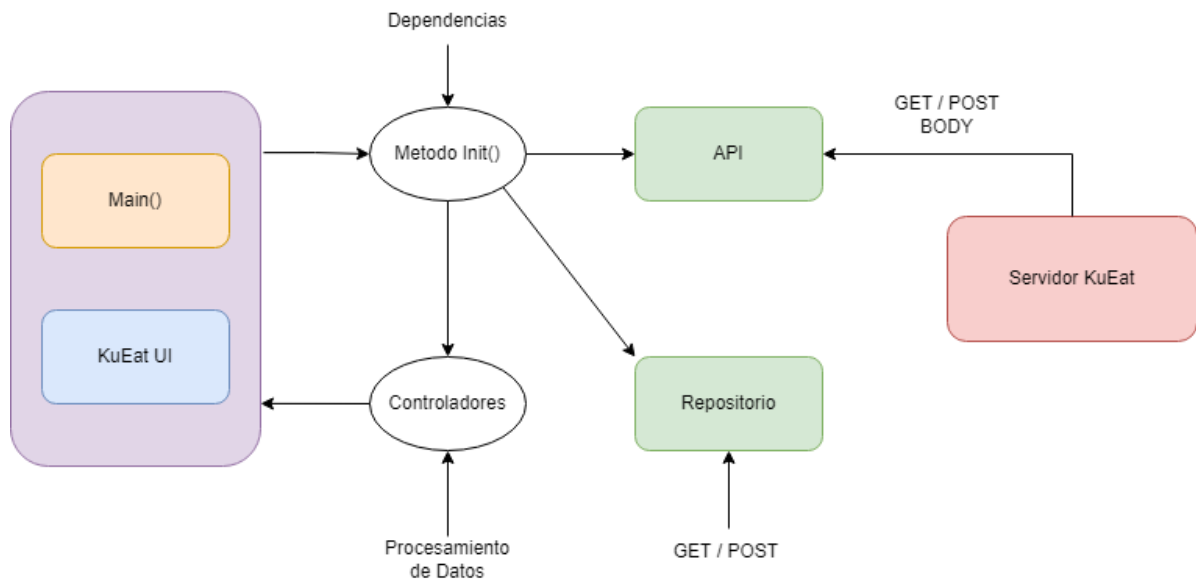 Dependencias
GET / POST
BODY
Metodo Init()
API
Main()
Servidor KuEat
KuEat UI
Controladores
Repositorio
Procesamiento
de Datos
GET / POST